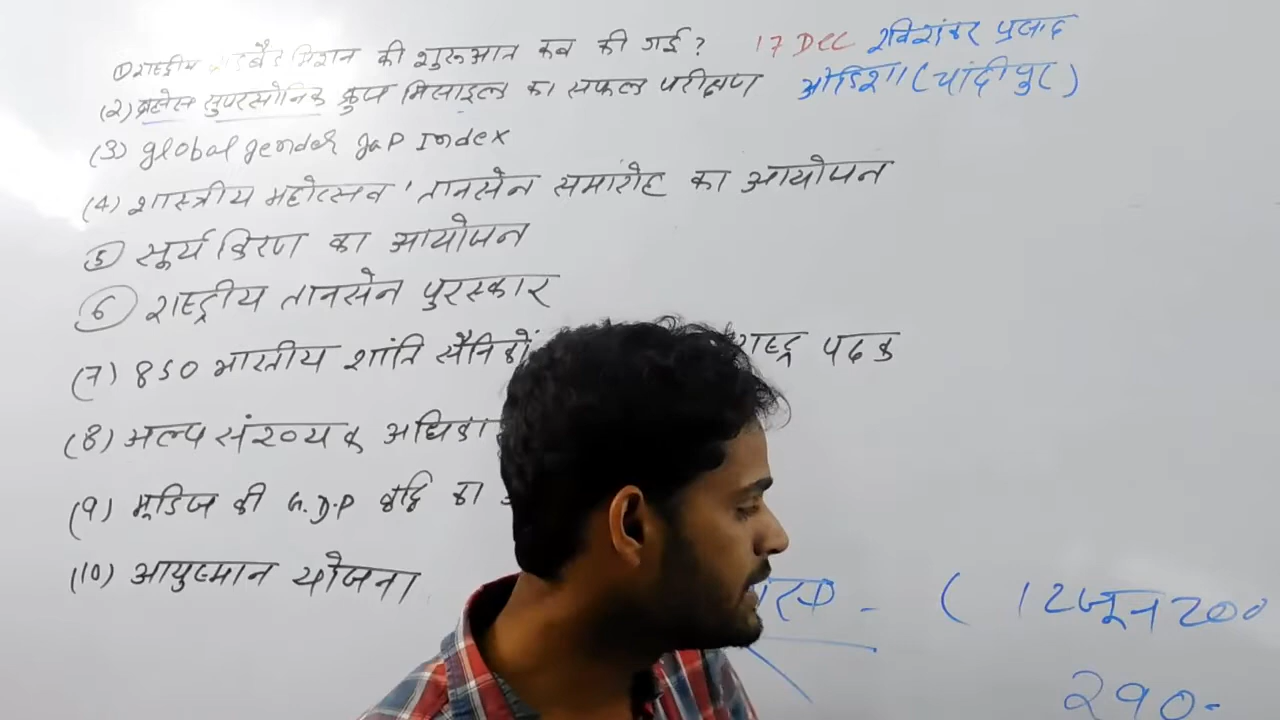 ① राष्ट्रीय ब्रॉडबैंड मिशन की शुरूआत कब की गई ? 17 Dec रविशंकर प्रसाद
(२) ब्रह्मोस सुपरसोनिक क्रुज मिसाइल का सफल परीक्षण ओडिशा (चांदीपुर)
(3) global gender gap Index
(4) शास्त्रीय महोत्सव ' तानसेन समारोह का आयोजन
⑤ सूर्य किरण का आयोजन
⑥ राष्ट्रीय तानसेन पुरस्कार
(7) 850 भारतीय शांति सैनिकों राष्ट्र पदक
(8) अल्प संख्यक अधिका
(9) मूडिज की G.D.P वृद्धि का
(10) आयुष्मान योजना
( 12 जून 200
290-